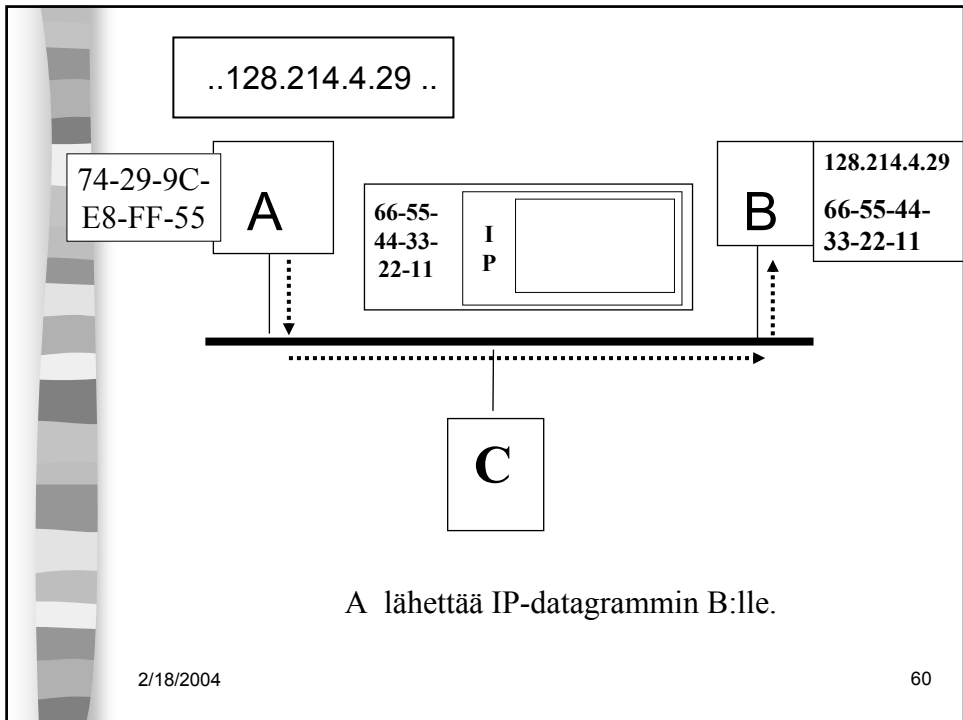 ..128.214.4.29 ..
74-29-9C-
E8-FF-55
A
66-55-
44-33-
22-11
I
P
B
128.214.4.29
66-55-44-
33-22-11
C
A lähettää IP-datagrammin B:lle.
2/18/2004
60